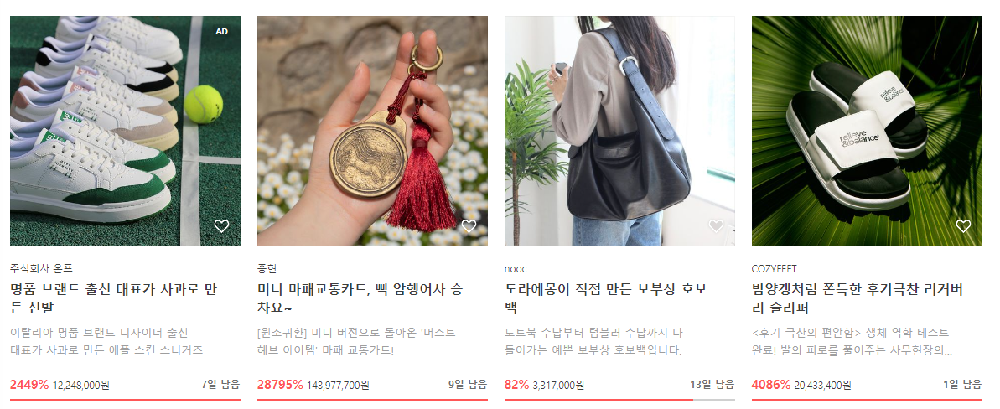 AD
relieve
&balance
relieve
&balance
주식회사 온프
명품 브랜드 출신 대표가 사과로 만
든 신발
이탈리아 명품 브랜드 디자이너 출신
대표가 사과로 만든 애플 스킨 스니커즈
2449% 12,248,000원
7일 남음
중현
미니 마패교통카드, 삑 암행어사 승
차요~
[원조귀환] 미니 버전으로 돌아온 '머스트
헤브 아이템' 마패 교통카드!
28795% 143,977,700원
9일 남음
nooc
도라에몽이 직접 만든 보부상 호보
백
노트북 수납부터 텀블러 수납까지 다
들어가는 예쁜 보부상 호보백입니다.
82% 3,317,000원
13일 남음
COZYFEET
밤양갱처럼 쫀득한 후기극찬 리커버
리 슬리퍼
<후기 극찬의 편안함> 생체 역학 테스트
완료! 발의 피로를 풀어주는 사무현장의...
4086% 20,433,400원
1일 남음